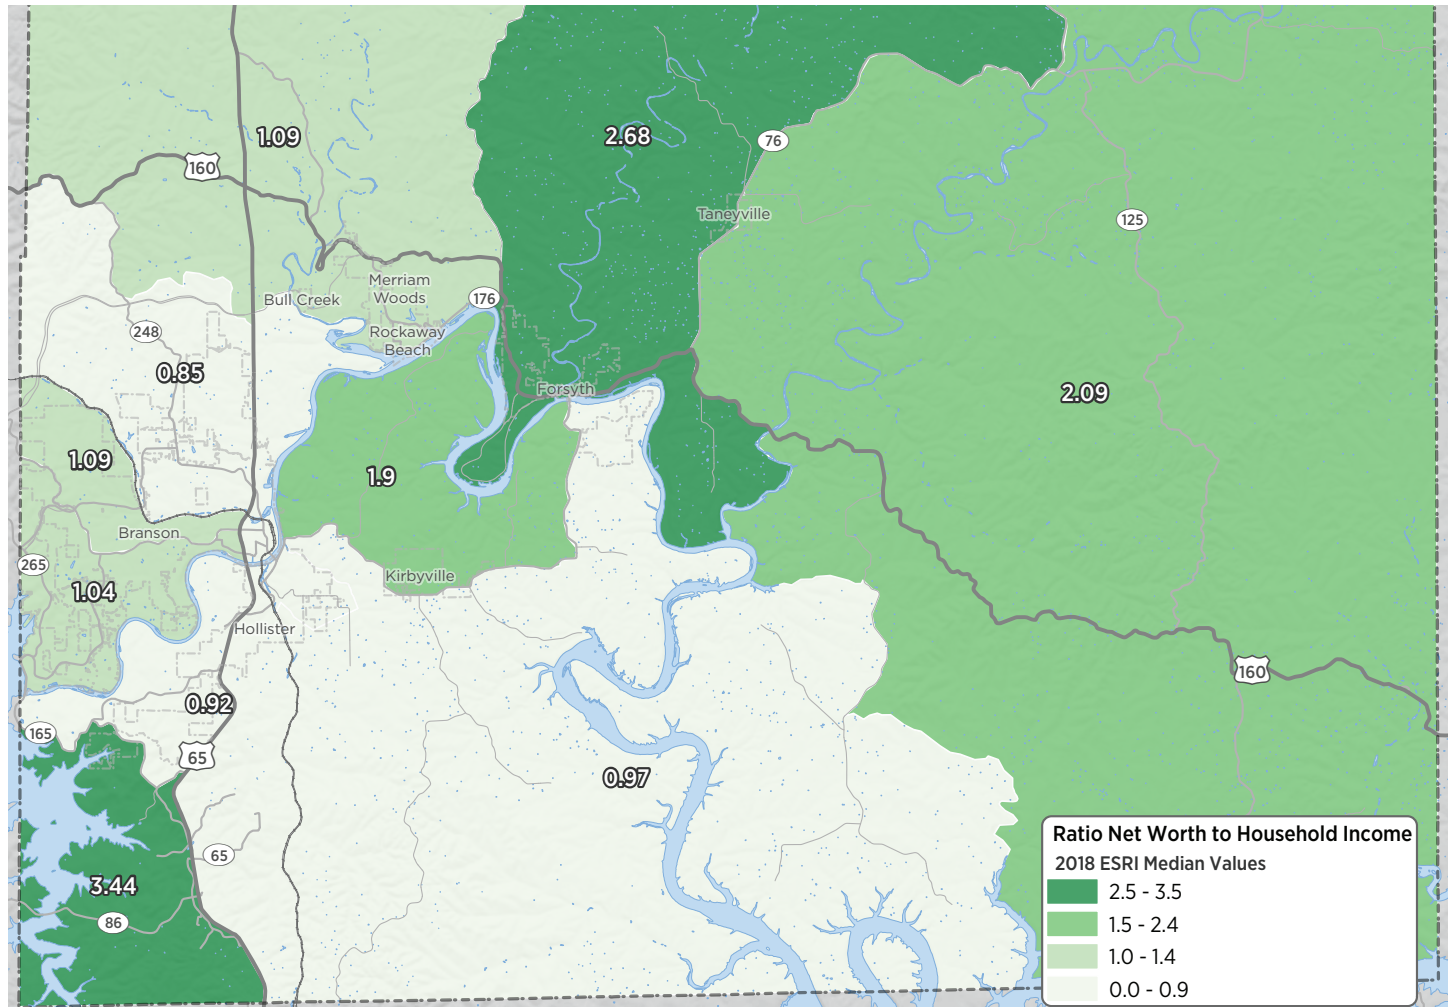 1.09
2.68
76
160
Taneyville
125
Merriam
Woods
Bull Creek
176
248
Rockaway
Beach
0.85
Forsyth
2.09
1.09
1.9
Branson
265
Kirbyville
1.04
Hollister
160
0.92
165
65
0.97
65
3.44
86
Ratio Net Worth to Household Income
2018 ESRI Median Values
2.5 - 3.5
1.5 - 2.4
1.0 - 1.4
0.0 - 0.9